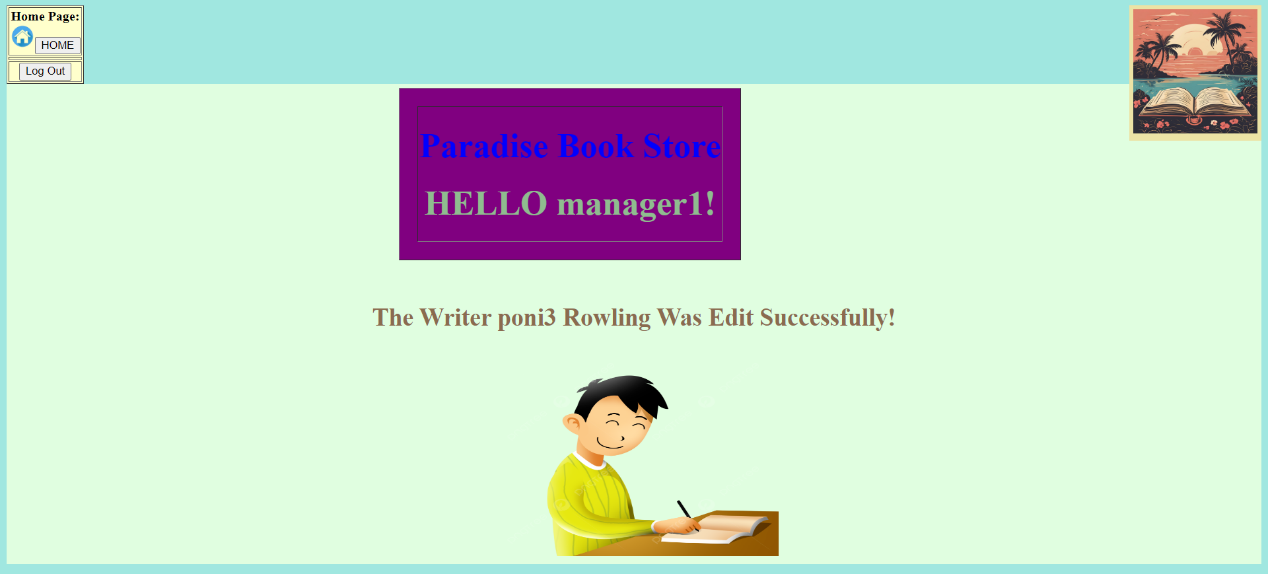 Home Page:
HOME
Log Out
Paradise Book Store
HELLO manager1!
The Writer poni3 Rowling Was Edit Successfully!